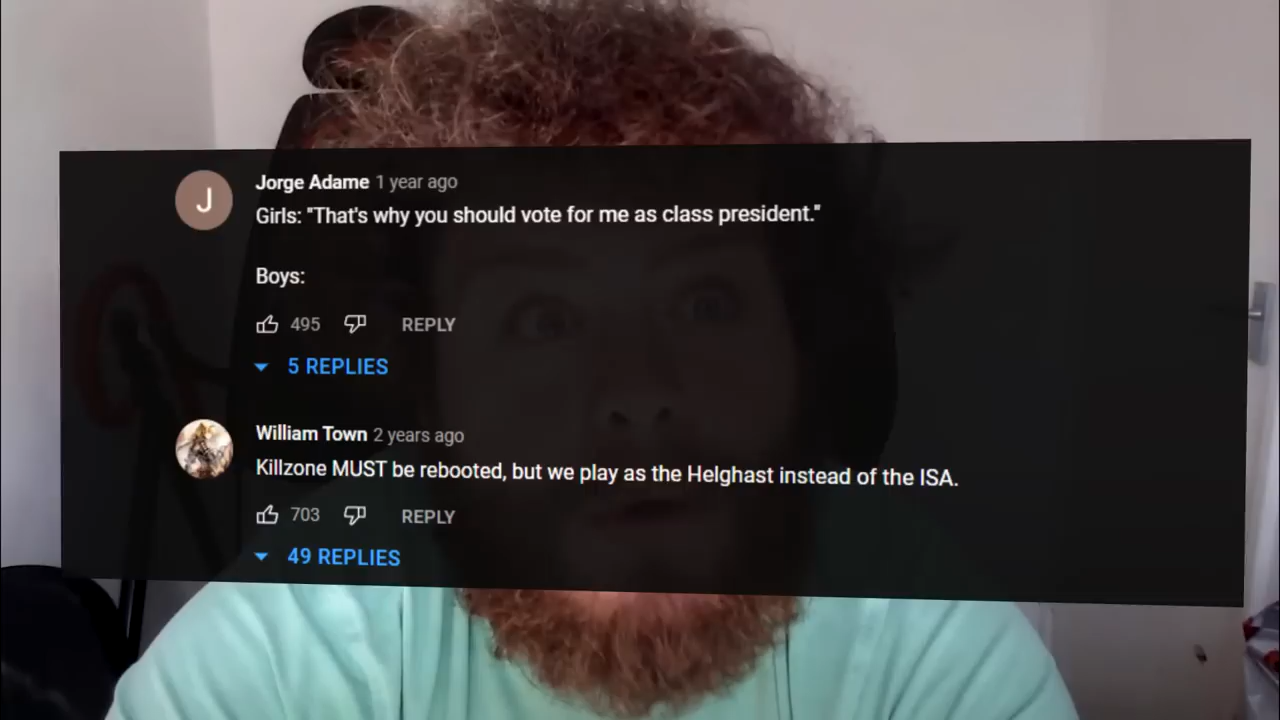 J
Jorge Adame 1 year ago
Girls: "That's why you should vote for me as class president."
Boys:
495 REPLY
5 REPLIES
William Town 2 years ago
Killzone MUST be rebooted, but we play as the Helghast instead of the ISA.
703 REPLY
49 REPLIES